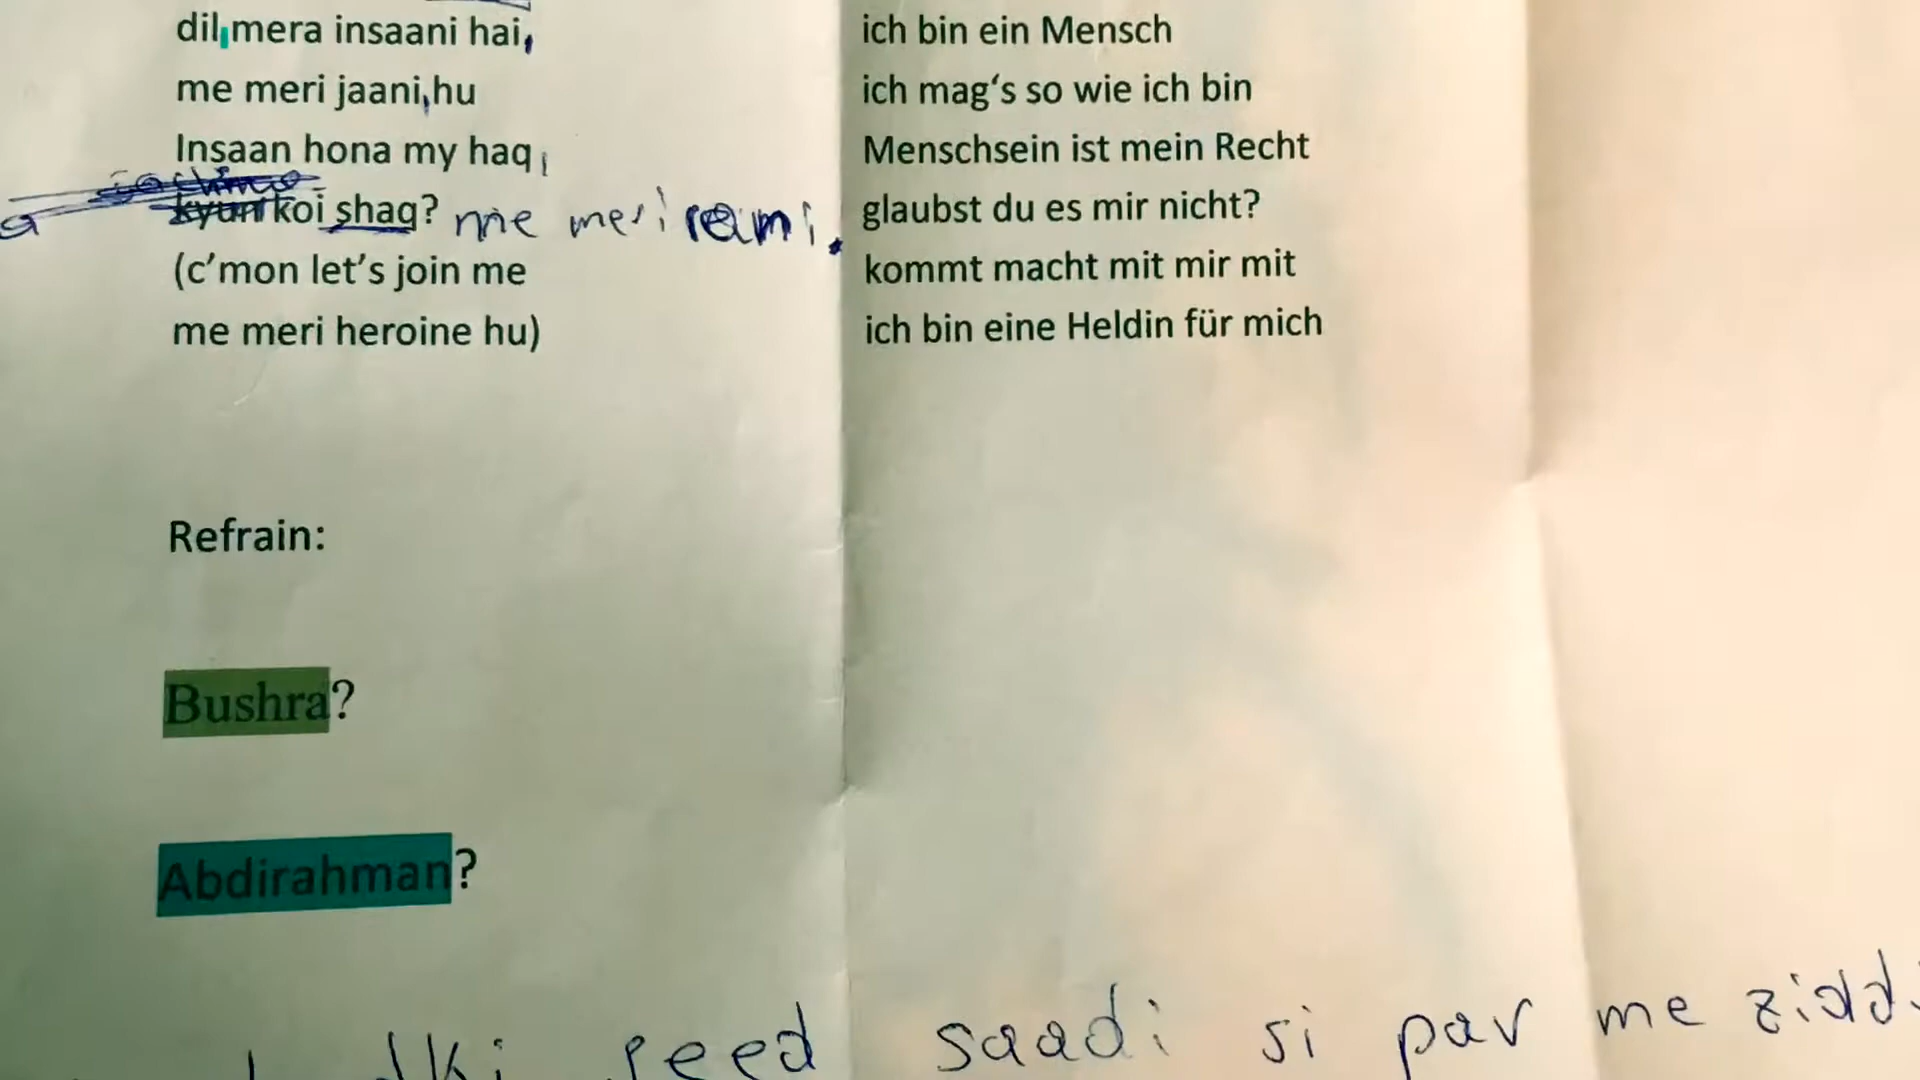 dil mera insaani hai,
me meri jaani, hu
Insaan hona my haq,
kyun koi shaq? me meri raani.
(c’mon let’s join me
me meri heroine hu)
ich bin ein Mensch
ich mag‘s so wie ich bin
Menschsein ist mein Recht
glaubst du es mir nicht?
kommt macht mit mir mit
ich bin eine Heldin für mich
Refrain:
Bushra?
Abdirahman?
seed saadi si par me